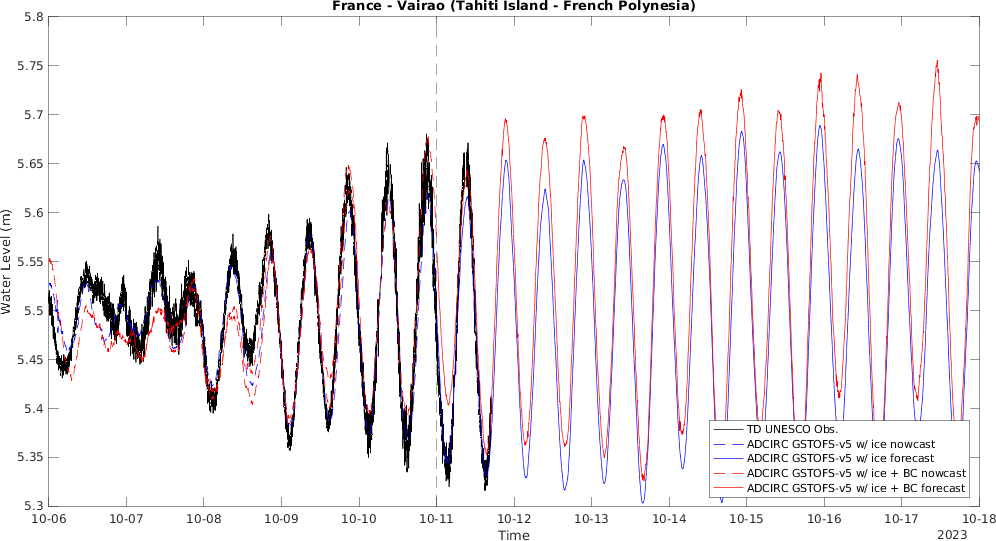 France - Vairao (Tahiti Island - French Polynesia)
5.8
5.75
5.7
5.65
5.6
5.55
5.5
5.45
5.4
5.35
5.3
Water Level (m)
TD UNESCO Obs.
ADCIRC GSTOFS-v5 w/ ice nowcast
ADCIRC GSTOFS-v5 w/ ice forecast
ADCIRC GSTOFS-v5 w/ ice + BC nowcast
ADCIRC GSTOFS-v5 w/ ice + BC forecast
10-06 10-07 10-08 10-09 10-10 10-11 10-12 10-13 10-14 10-15 10-16 10-17 10-18
Time
2023